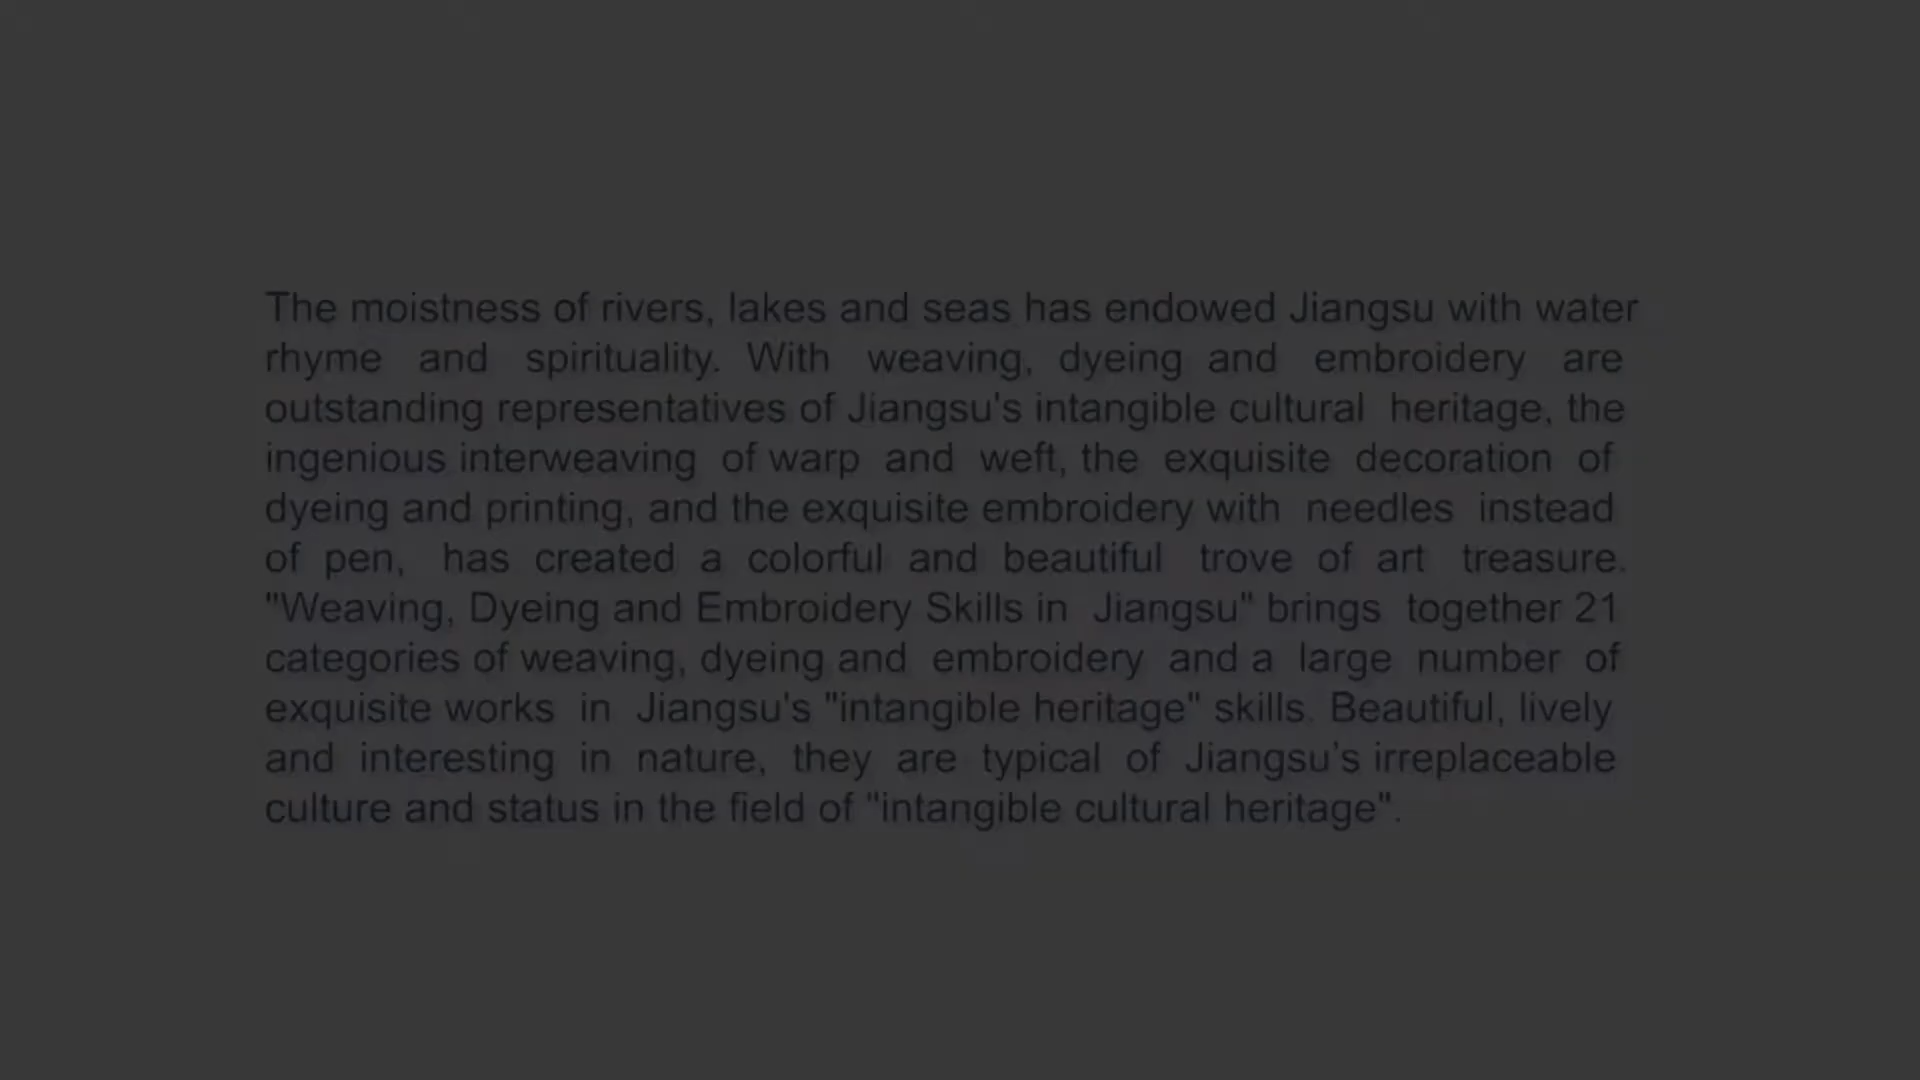 The moistness of rivers, lakes and seas has endowed Jiangsu with water
rhyme and spirituality. With weaving, dyeing and embroidery are
outstanding representatives of Jiangsu's intangible cultural heritage, the
ingenious interweaving of warp and weft, the exquisite decoration of
dyeing and printing, and the exquisite embroidery with needles instead
of pen, has created a colorful and beautiful trove of art treasure.
"Weaving, Dyeing and Embroidery Skills in Jiangsu" brings together 21
categories of weaving, dyeing and embroidery and a large number of
exquisite works in Jiangsu's "intangible heritage" skills. Beautiful, lively
and interesting in nature, they are typical of Jiangsu's irreplaceable
culture and status in the field of "intangible cultural heritage".